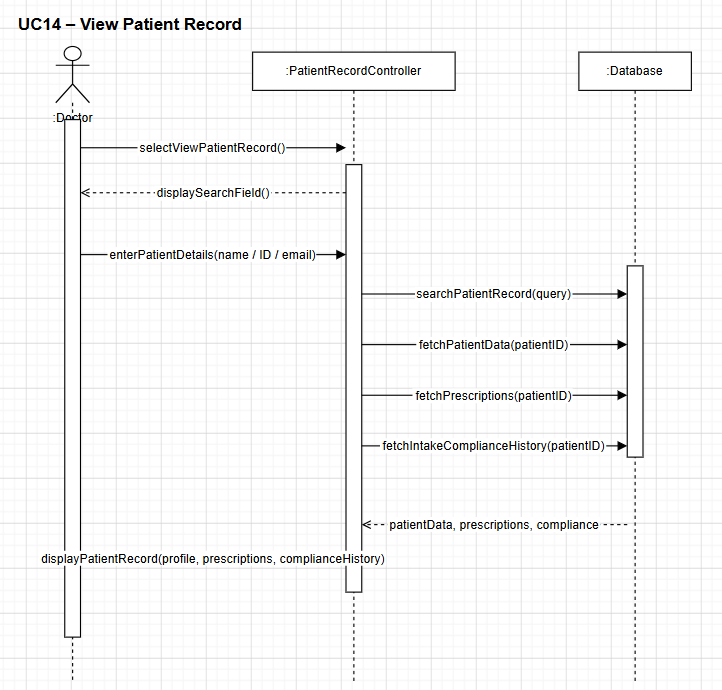 UC14 – View Patient Record
:PatientRecordController
:Database
:Doctor
selectViewPatientRecord()
displaySearchField()
enterPatientDetails(name / ID / email)
searchPatientRecord(query)
fetchPatientData(patientID)
fetchPrescriptions(patientID)
fetchIntakeComplianceHistory(patientID)
patientData, prescriptions, compliance
displayPatientRecord(profile, prescriptions, complianceHistory)